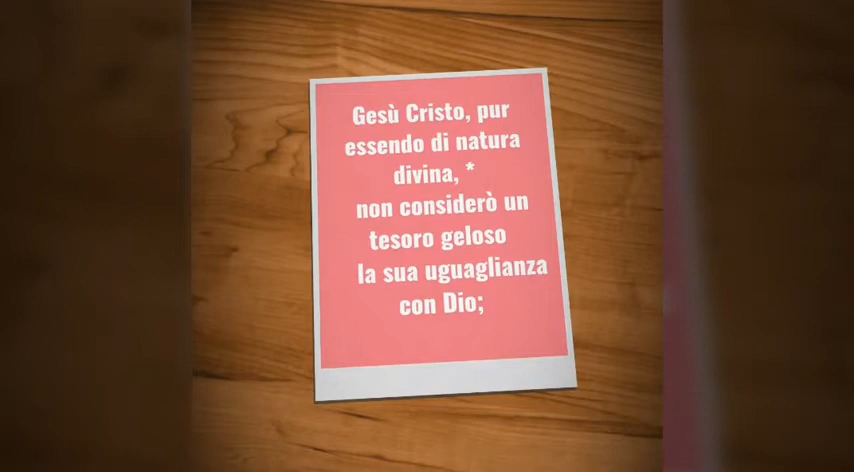 Gesù Cristo, pur
essendo di natura
divina, *
non considerò un
tesoro geloso
la sua uguaglianza
con Dio;